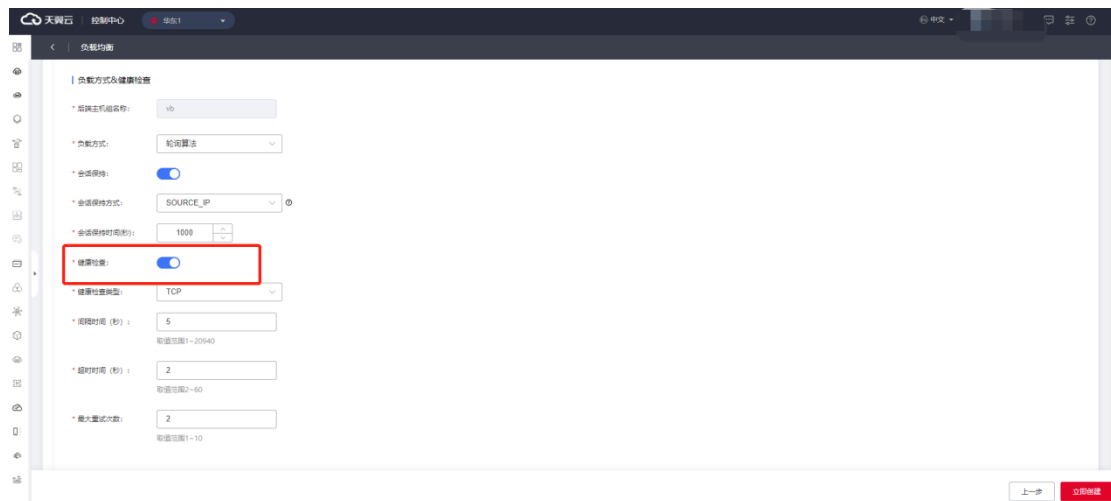 天翼云 控制中心 华东1 中文
负载均衡
负载方式&健康检查
* 后端主机组名称: vb
* 负载方式: 轮询算法
* 会话保持:
* 会话保持方式: SOURCE_IP
* 会话保持时间(秒): 1000
* 健康检查:
* 健康检查类型: TCP
* 间隔时间（秒）: 5
取值范围1~20940
* 超时时间（秒）: 2
取值范围2~60
* 最大重试次数: 2
取值范围1~10
上一步 立即创建